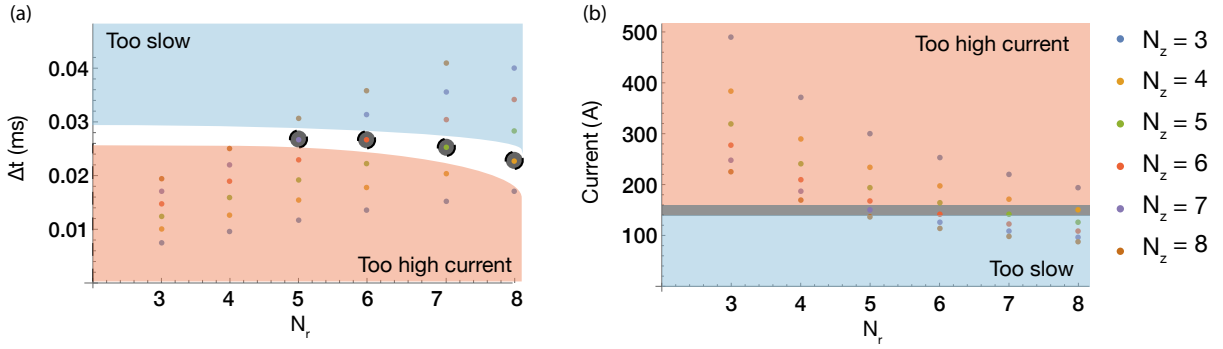 (a)
Too slow
0.04
0.03
0.02
0.01
Δt (ms)
Too high current
3 4 5 6 7 8
N_r
(b)
500
400
300
200
100
Current (A)
Too high current
Too slow
3 4 5 6 7 8
N_r
N_z = 3
N_z = 4
N_z = 5
N_z = 6
N_z = 7
N_z = 8